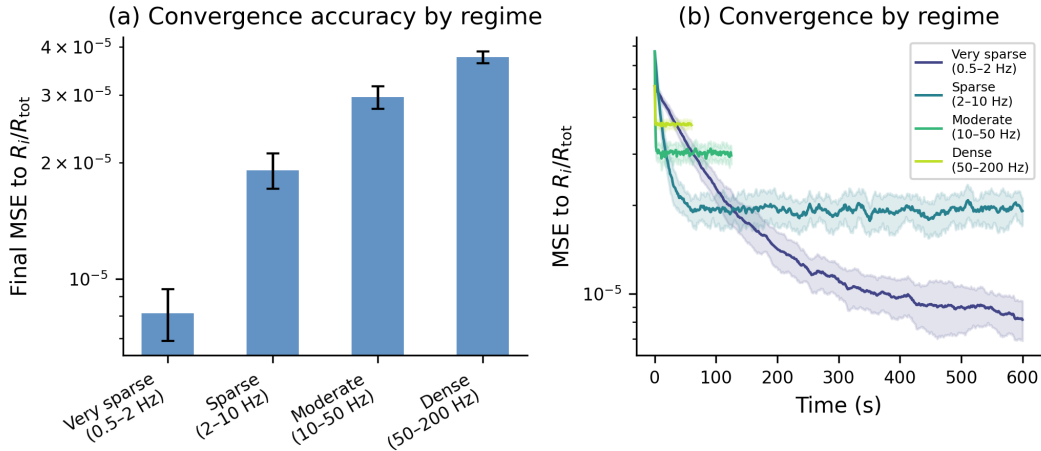 (a) Convergence accuracy by regime
Final MSE to R_i/R_tot
4 × 10^-5
3 × 10^-5
2 × 10^-5
10^-5
Very sparse
(0.5–2 Hz)
Sparse
(2–10 Hz)
Moderate
(10–50 Hz)
Dense
(50–200 Hz)
(b) Convergence by regime
MSE to R_i/R_tot
10^-5
0 100 200 300 400 500 600
Time (s)
Very sparse
(0.5–2 Hz)
Sparse
(2–10 Hz)
Moderate
(10–50 Hz)
Dense
(50–200 Hz)